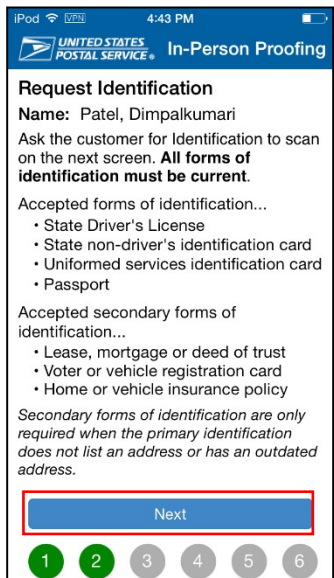 iPod VPN 4:43 PM
UNITED STATES
POSTAL SERVICE® In-Person Proofing
Request Identification
Name: Patel, Dimpalkumari
Ask the customer for Identification to scan
on the next screen. All forms of
identification must be current.
Accepted forms of identification...
• State Driver's License
• State non-driver's identification card
• Uniformed services identification card
• Passport
Accepted secondary forms of
identification...
• Lease, mortgage or deed of trust
• Voter or vehicle registration card
• Home or vehicle insurance policy
Secondary forms of identification are only
required when the primary identification
does not list an address or has an outdated
address.
Next
1 2 3 4 5 6